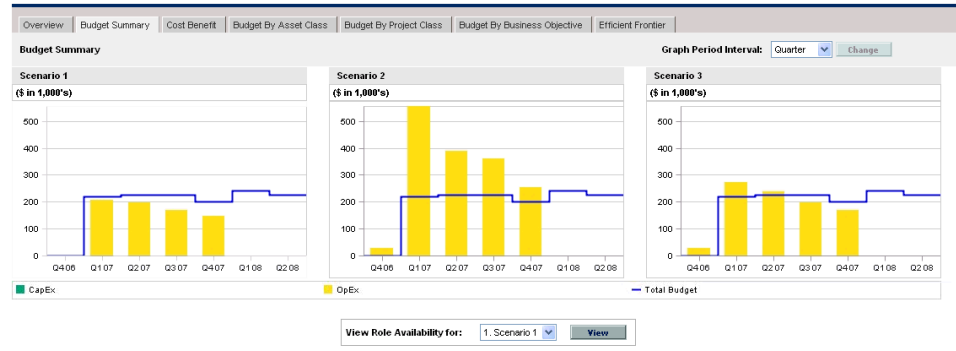 Overview Budget Summary Cost Benefit Budget By Asset Class Budget By Project Class Budget By Business Objective Efficient Frontier
Budget Summary Graph Period Interval: Quarter Change
Scenario 1 Scenario 2 Scenario 3
($ in 1,000's) ($ in 1,000's) ($ in 1,000's)
500 500 500
400 400 400
300 300 300
200 200 200
100 100 100
0 0 0
Q4 06 Q1 07 Q2 07 Q3 07 Q4 07 Q1 08 Q2 08 Q4 06 Q1 07 Q2 07 Q3 07 Q4 07 Q1 08 Q2 08 Q4 06 Q1 07 Q2 07 Q3 07 Q4 07 Q1 08 Q2 08
CapEx OpEx Total Budget
View Role Availability for: 1. Scenario 1 View